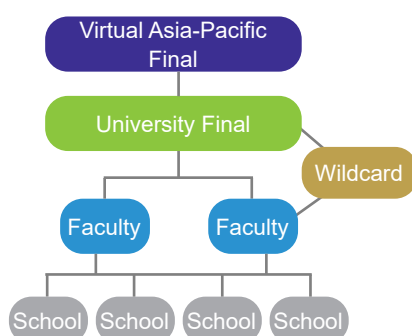 Virtual Asia-Pacific
Final
University Final
Wildcard
Faculty
Faculty
School
School
School
School